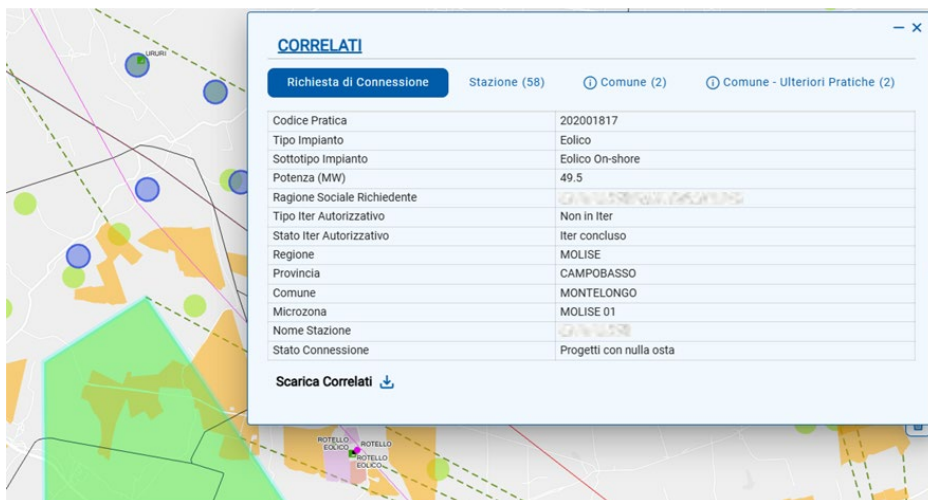 URURI
CORRELATI
Richiesta di Connessione Stazione (58) Comune (2) Comune - Ulteriori Pratiche (2)
Codice Pratica 202001817
Tipo Impianto Eolico
Sottotipo Impianto Eolico On-shore
Potenza (MW) 49.5
Ragione Sociale Richiedente
Tipo Iter Autorizzativo Non in Iter
Stato Iter Autorizzativo Iter concluso
Regione MOLISE
Provincia CAMPOBASSO
Comune MONTELONGO
Microzona MOLISE 01
Nome Stazione
Stato Connessione Progetti con nulla osta
Scarica Correlati
ROTELLO
EOLICO
ROTELLO
ROTELLO
EOLICO